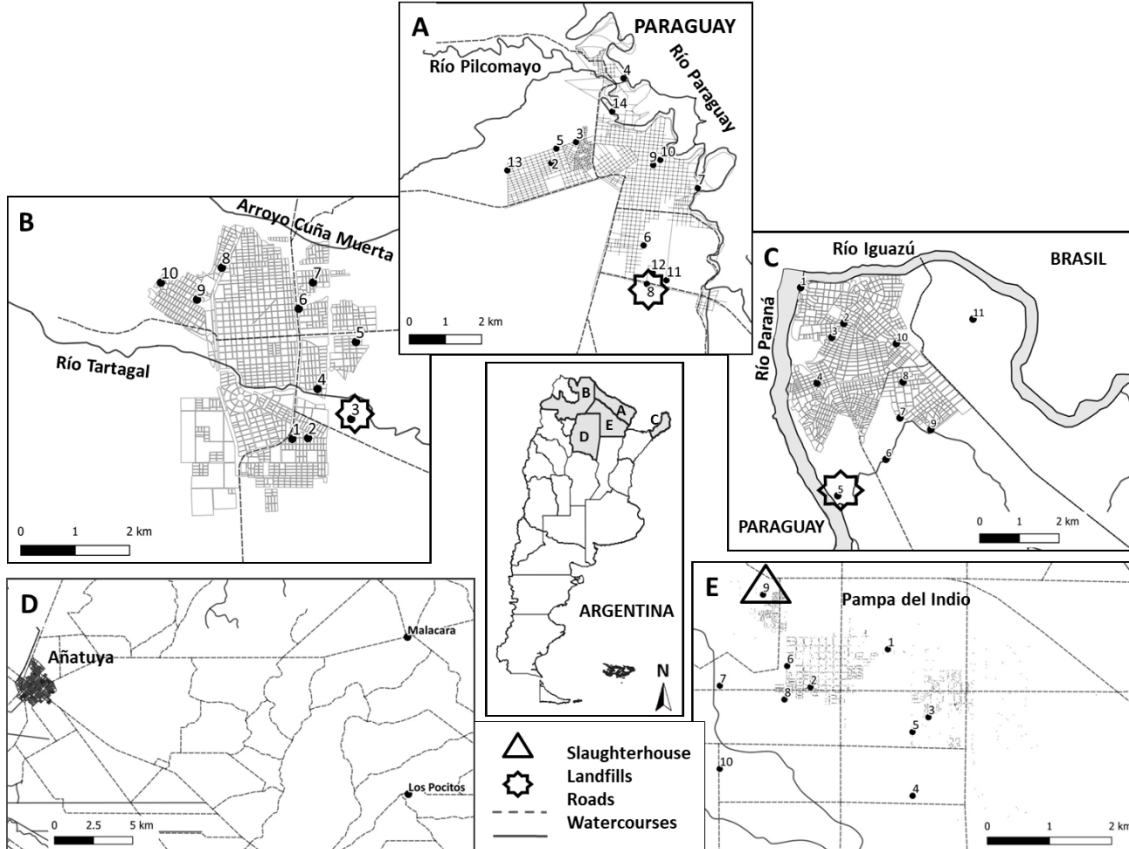 A
PARAGUAY
Río Pilcomayo
Río Paraguay
4
14
3
5
2
13
10
9
6
12
11
8
0 1 2 km
B
Arroyo Cuña Muerta
8
10
9
7
6
5
Río Tartagal
4
3
1
2
0 1 2 km
C
Río Iguazú
BRASIL
Río Paraná
1
2
3
11
10
4
8
7
9
6
5
PARAGUAY
0 1 2 km
B
A
C
E
D
ARGENTINA
N
D
Añatuya
Malacara
Los Pocitos
0 2.5 5 km
Slaughterhouse
Landfills
Roads
Watercourses
E
9
Pampa del Indio
1
6
7
2
8
3
5
10
4
0 1 2 km